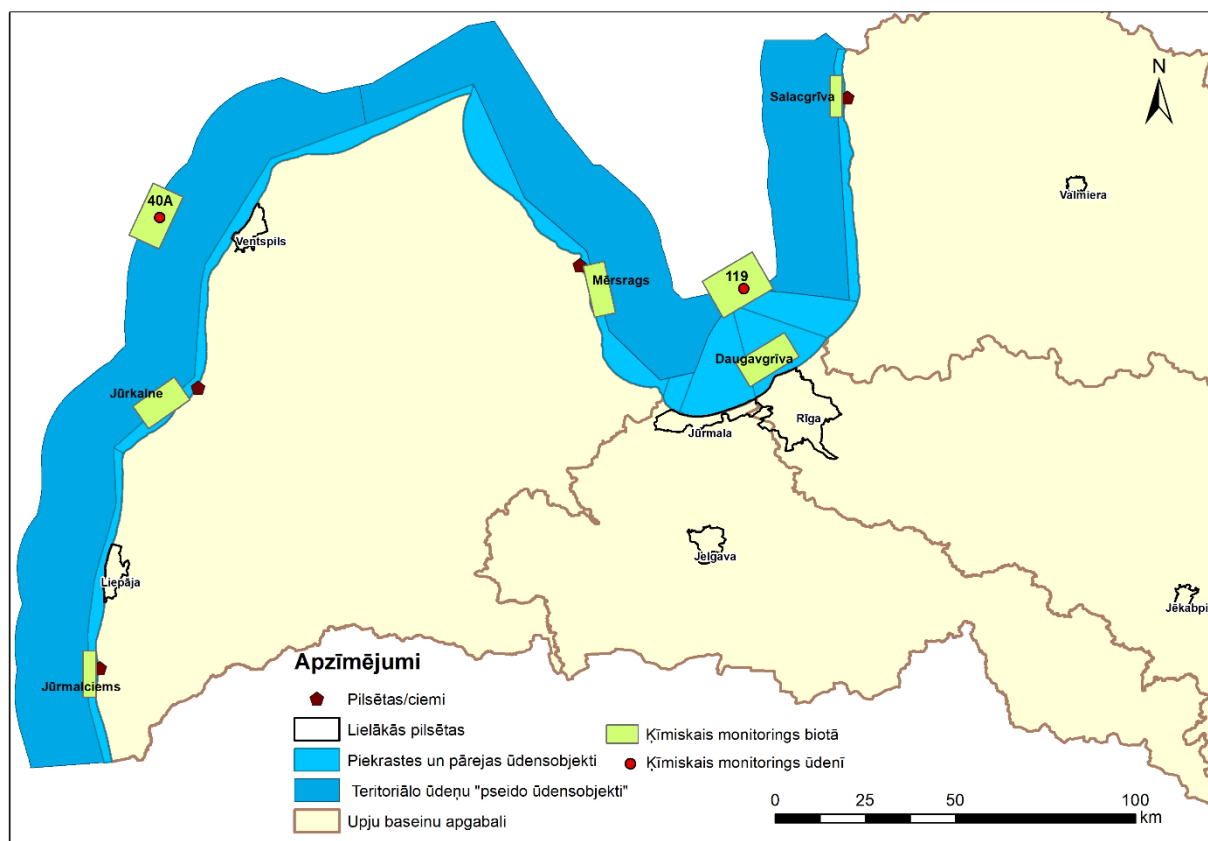 N
Salacgrīva
Valmiera
40A
Ventspils
Mērsrags
119
Daugavgrīva
Jūrkalne
Jūrmala
Rīga
Jelgava
Liepāja
Jēkabpi
Jūrmalciems
Apzīmējumi
Pilsētas/ciemi
Lielākās pilsētas
Piekrastes un pārejas ūdensobjekti
Teritoriālo ūdeņu "pseido ūdensobjekti"
Upju baseinu apgabali
Ķīmiskais monitorings biotā
Ķīmiskais monitorings ūdenī
0 25 50 100
km